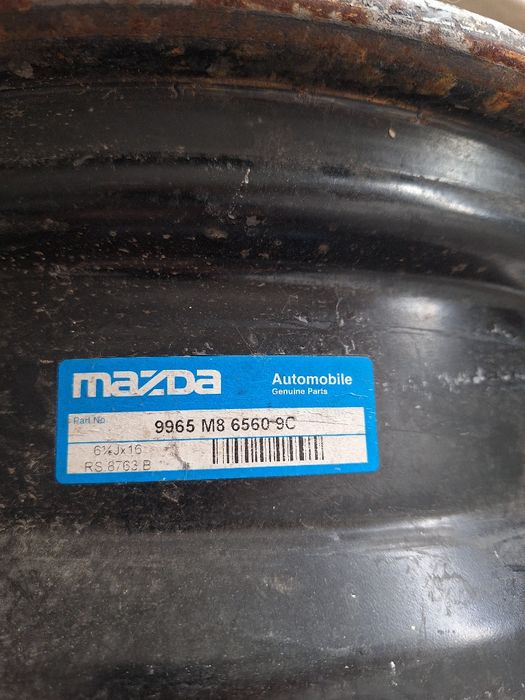 mazda
Automobile
Genuine Parts
Part No
9965 M8 6560 9C
6½Jx16
RS 8763 B